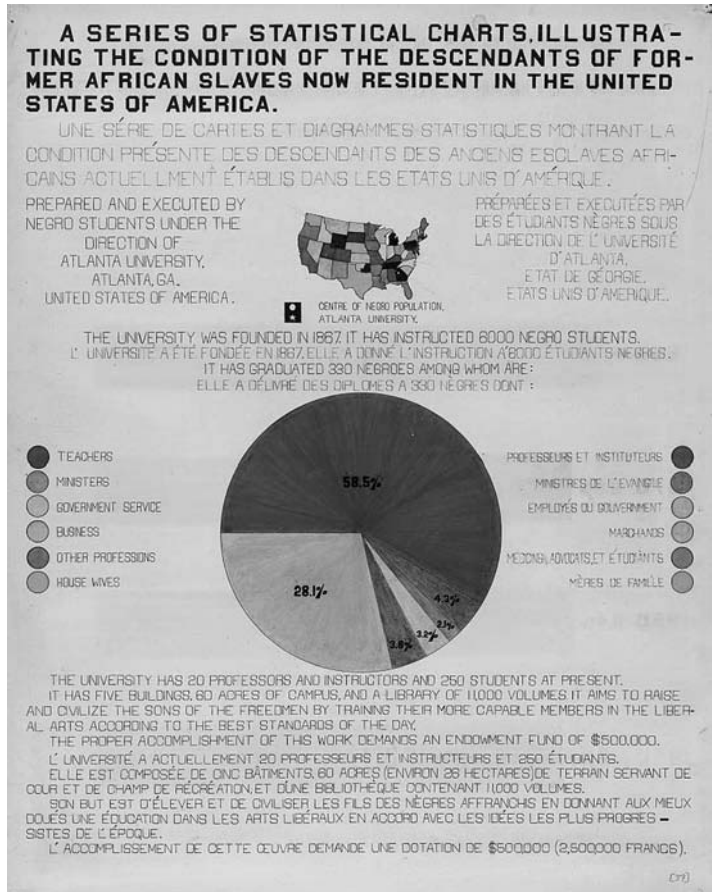 A SERIES OF STATISTICAL CHARTS, ILLUSTRA-
TING THE CONDITION OF THE DESCENDANTS OF FOR-
MER AFRICAN SLAVES NOW RESIDENT IN THE UNITED
STATES OF AMERICA.
UNE SÉRIE DE CARTES ET DIAGRAMMES STATISTIQUES MONTRANT LA
CONDITION PRÉSENTE DES DESCENDANTS DES ANCIENS ESCLAVES AFRI-
CAINS ACTUELLMENT ÉTABLIS DANS LES ETATS UNIS D'AMÉRIQUE.
PREPARED AND EXECUTED BY
NEGRO STUDENTS UNDER THE
DIRECTION OF
ATLANTA UNIVERSITY.
ATLANTA, GA.
UNITED STATES OF AMERICA.
PRÉPARÉES ET EXECUTÉES PAR
DES ÉTUDIANTS NÈGRES SOUS
LA DIRECTION DE L'UNIVERSITÉ
D'ATLANTA.
ETAT DE GÉORGIE.
ETATS UNIS D'AMÉRIQUE.
CENTRE OF NEGRO POPULATION.
ATLANTA UNIVERSITY.
THE UNIVERSITY WAS FOUNDED IN 1867. IT HAS INSTRUCTED 6000 NEGRO STUDENTS.
L'UNIVERSITÉ A ÉTÉ FONDÉE EN 1867. ELLE A DONNÉ L'INSTRUCTION A'6000 ÉTUDIANTS NEGRES.
IT HAS GRADUATED 330 NEGROES AMONG WHOM ARE:
ELLE A DÉLIVRÉ DES DIPLOMES A 330 NÈGRES DONT :
TEACHERS
MINISTERS
GOVERNMENT SERVICE
BUSINESS
OTHER PROFESSIONS
HOUSE WIVES
58.5%
28.1%
4.2%
2.1%
3.2%
3.8%
PROFESSEURS ET INSTITUTEURS
MINISTRES DE L'EVANGILE
EMPLOYÉS DU GOUVERNMENT
MARCHANDS
MEDCINS, ADVOCATS, ET ÉTUDIANTS
MÈRES DE FAMILLE
THE UNIVERSITY HAS 20 PROFESSORS AND INSTRUCTORS AND 250 STUDENTS AT PRESENT.
IT HAS FIVE BUILDINGS, 60 ACRES OF CAMPUS, AND A LIBRARY OF 11,000 VOLUMES. IT AIMS TO RAISE
AND CIVILIZE THE SONS OF THE FREEDMEN BY TRAINING THEIR MORE CAPABLE MEMBERS IN THE LIBER-
AL ARTS ACCORDING TO THE BEST STANDARDS OF THE DAY.
THE PROPER ACCOMPLISHMENT OF THIS WORK DEMANDS AN ENDOWMENT FUND OF $500,000.
L'UNIVERSITÉ A ACTUELLEMENT 20 PROFESSEURS ET INSTRUCTEURS ET 250 ÉTUDIANTS.
ELLE EST COMPOSÉE DE CINQ BÂTIMENTS, 60 ACRES (ENVIRON 26 HECTARES) DE TERRAIN SERVANT DE
COUR ET DE CHAMP DE RÉCRÉATION, ET D'UNE BIBLIOTHÈQUE CONTENANT 11,000 VOLUMES.
SON BUT EST D'ÉLEVER ET DE CIVILISER LES FILS DES NÈGRES AFFRANCHIS EN DONNANT AUX MIEUX
DOUÉS UNE ÉDUCATION DANS LES ARTS LIBÉRAUX EN ACCORD AVEC LES IDÉES LES PLUS PROGRES –
SISTES DE L'ÉPOQUE.
L'ACCOMPLISSEMENT DE CETTE ŒUVRE DEMANDE UNE DOTATION DE $500,000 (2,500,000 FRANCS).